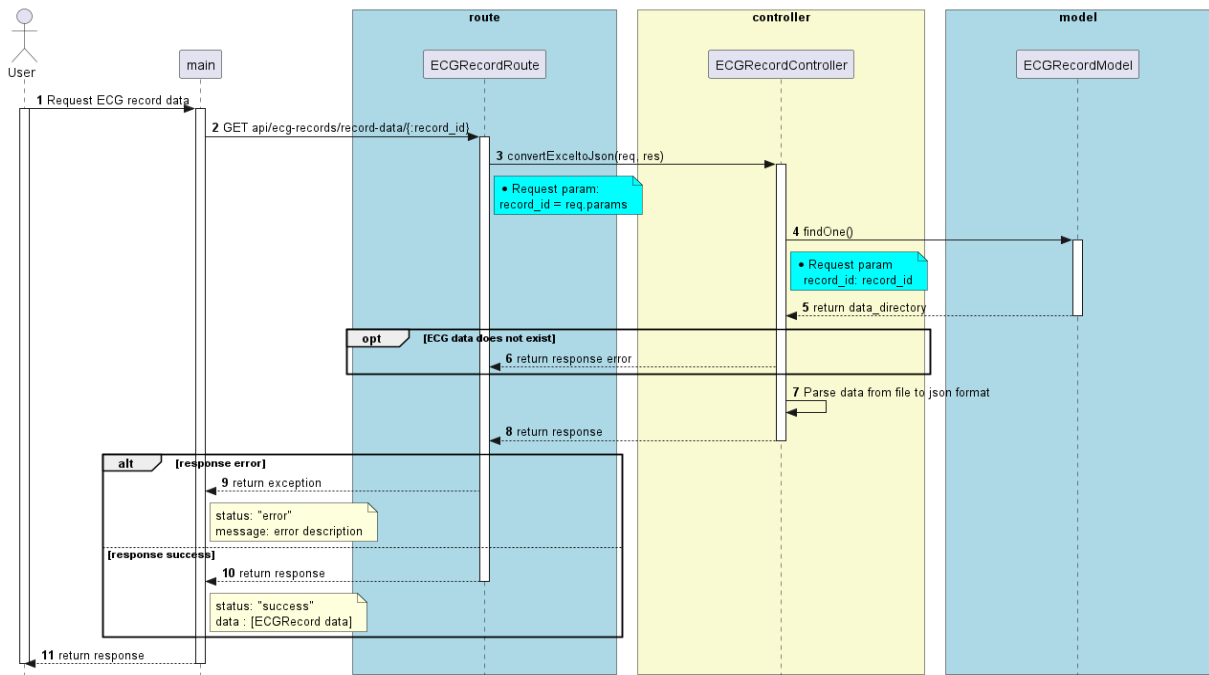 route
controller
model
User
main
ECGRecordRoute
ECGRecordController
ECGRecordModel
1 Request ECG record data
2 GET api/ecg-records/record-data/{:record_id}
3 convertExceltoJson(req, res)
• Request param:
record_id = req.params
4 findOne()
• Request param
record_id: record_id
5 return data_directory
opt [ECG data does not exist]
6 return response error
7 Parse data from file to json format
8 return response
alt [response error]
9 return exception
status: "error"
message: error description
[response success]
10 return response
status: "success"
data : [ECGRecord data]
11 return response